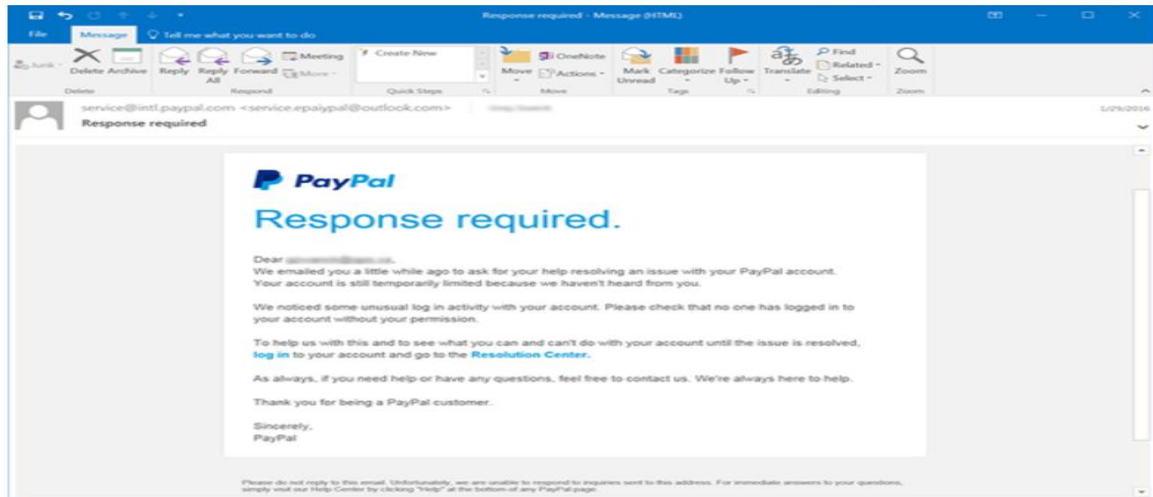 Response required - Message (HTML)
File Message Tell me what you want to do
Junk
Delete Archive
Reply Reply All Forward
Meeting
More
Create New
Move
OneNote
Actions
Mark Unread
Categorize
Follow Up
Translate
Find
Related
Select
Zoom
Delete Respond Quick Steps Move Tags Editing Zoom
service@intl.paypal.com <service.epaiypal@outlook.com> 1/29/2016
Response required
PayPal
Response required.
Dear
We emailed you a little while ago to ask for your help resolving an issue with your PayPal account.
Your account is still temporarily limited because we haven't heard from you.
We noticed some unusual log in activity with your account. Please check that no one has logged in to
your account without your permission.
To help us with this and to see what you can and can't do with your account until the issue is resolved,
log in to your account and go to the Resolution Center.
As always, if you need help or have any questions, feel free to contact us. We're always here to help.
Thank you for being a PayPal customer.
Sincerely,
PayPal
Please do not reply to this email. Unfortunately, we are unable to respond to inquiries sent to this address. For immediate answers to your questions,
simply visit our Help Center by clicking "Help" at the bottom of any PayPal page.